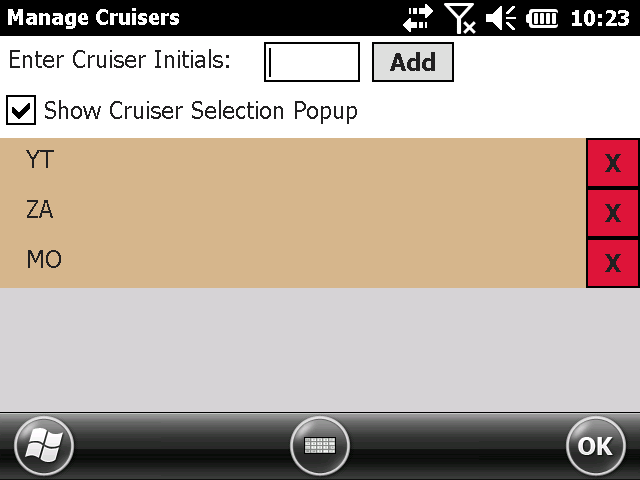 Manage Cruisers 10:23
Enter Cruiser Initials: Add
Show Cruiser Selection Popup
YT X
ZA X
MO X
OK